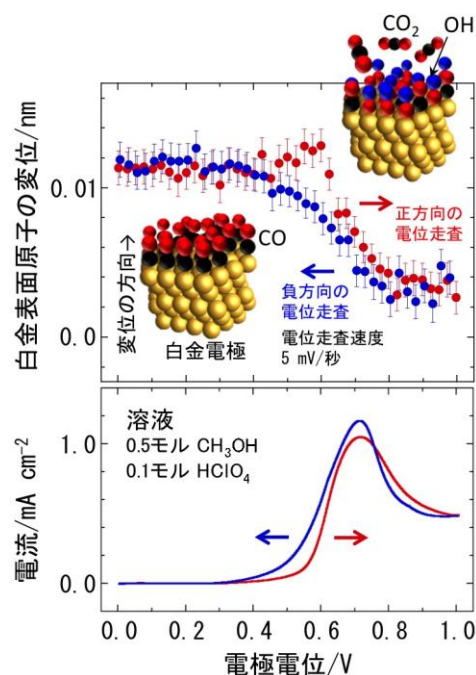 CO2
OH
白金表面原子の変位/nm
0.01
0.0
変位の方向→
CO
白金電極
正方向の
電位走査
負方向の
電位走査
電位走査速度
5 mV/秒
電流/mA cm-2
1.0
0.0
溶液
0.5モル CH3OH
0.1モル HClO4
0.0 0.2 0.4 0.6 0.8 1.0
電極電位/V